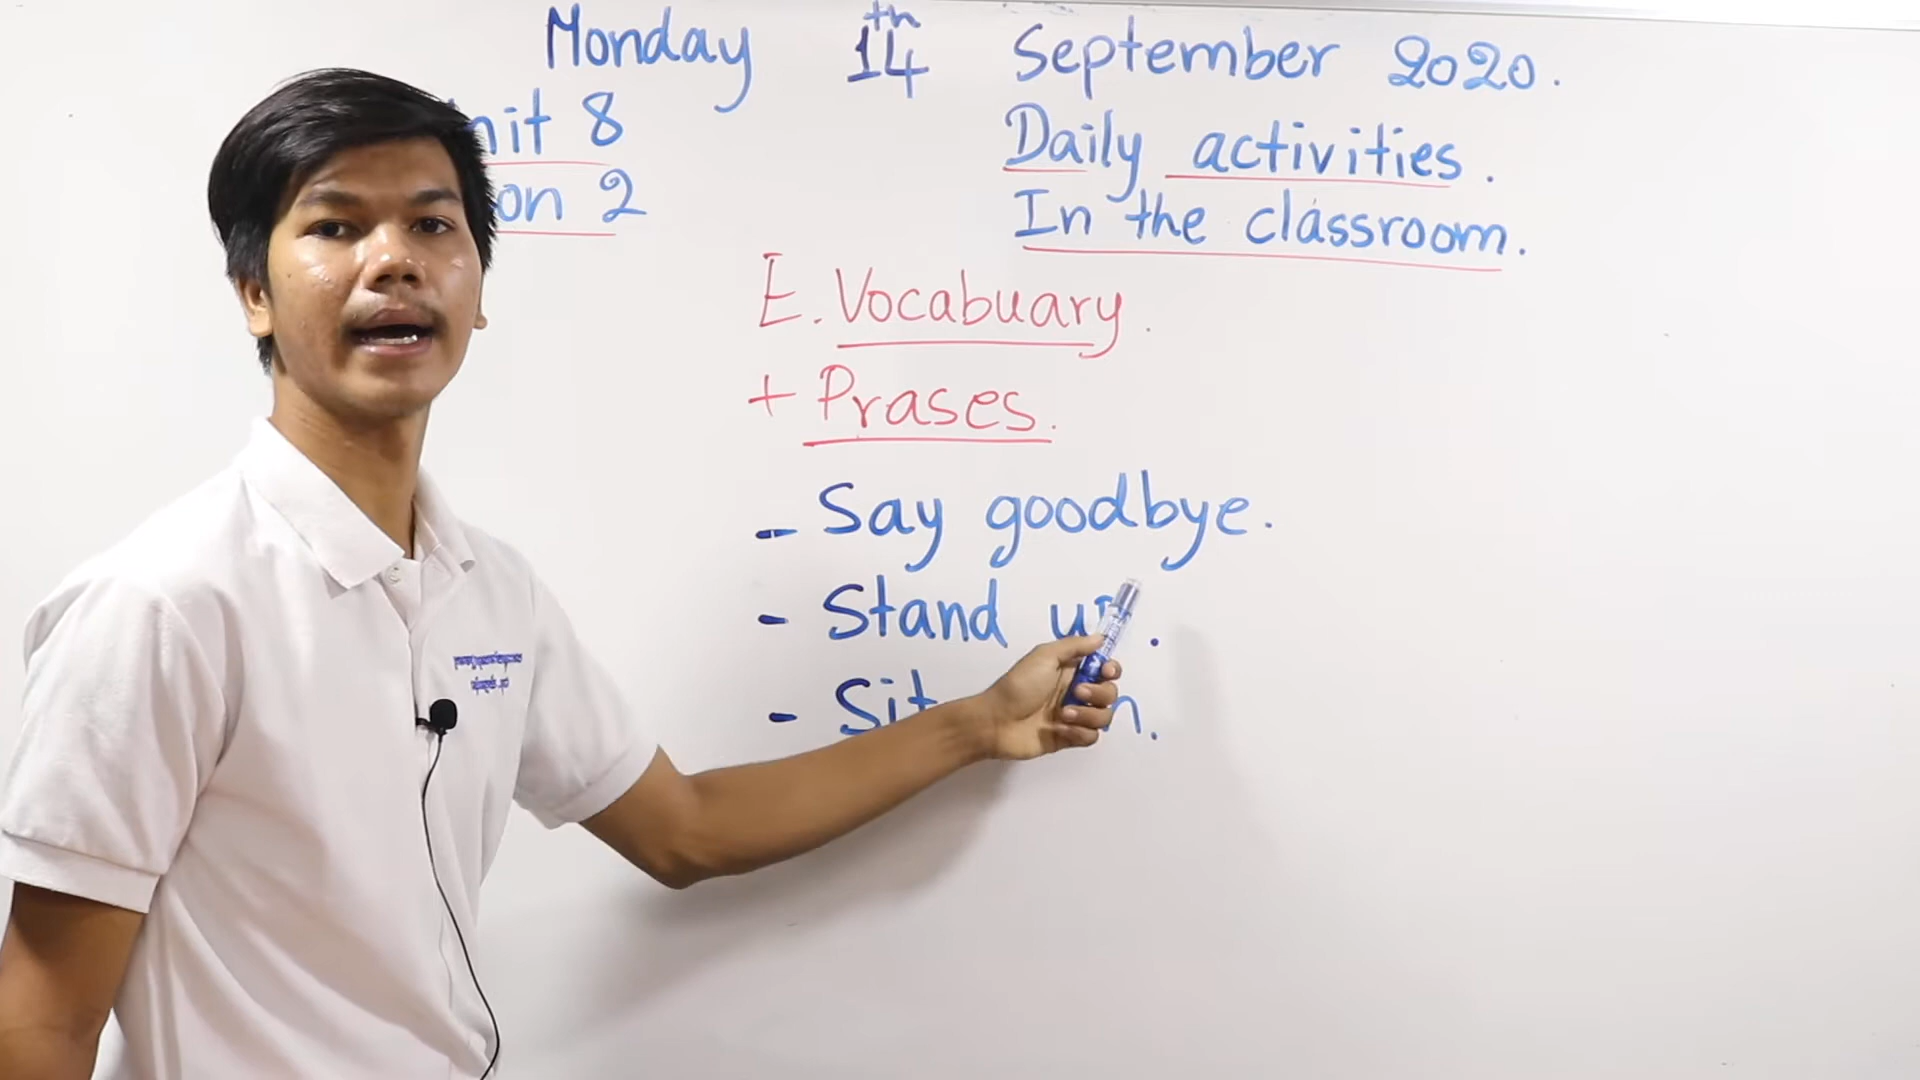 Monday 14th September 2020.
nit 8
Daily activities.
on 2
In the classroom.
E. Vocabuary.
+ Prases.
- Say goodbye.
- Stand up.
- Sit